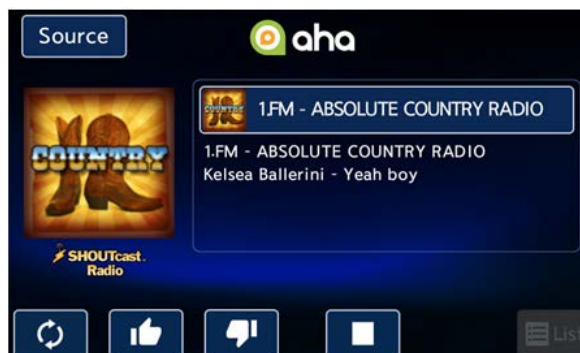 Source
aha
COUNTRY
1.FM - ABSOLUTE COUNTRY RADIO
1.FM - ABSOLUTE COUNTRY RADIO
Kelsea Ballerini - Yeah boy
COUNTRY
SHOUTcast
Radio